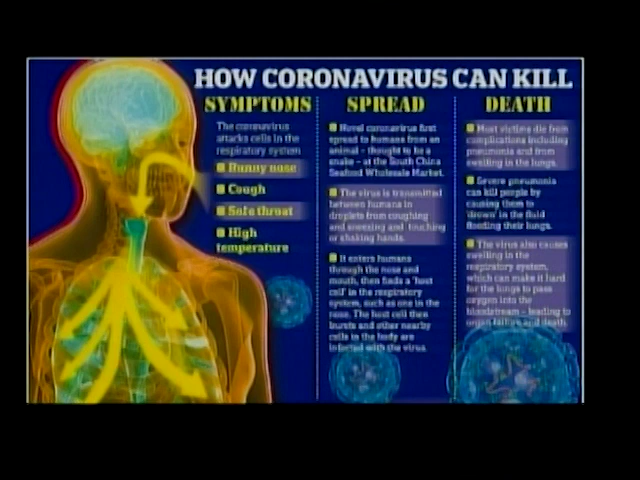 HOW CORONAVIRUS CAN KILL
SYMPTOMS
The coronavirus
attacks cells in the
respiratory system
Runny nose
Cough
Sore throat
High
temperature
SPREAD
Novel coronavirus first
spread to humans from an
animal – thought to be a
snake – at the South China
Seafood Wholesale Market.
The virus is transmitted
between humans in
droplets from coughing
and sneezing and touching
or shaking hands.
It enters humans
through the nose and
mouth, then finds a 'host
cell' in the respiratory
system, such as one in the
nose. The host cell then
bursts and other nearby
cells in the body are
infected with the virus.
DEATH
Most victims die from
complications including
pneumonia and from
swelling in the lungs.
Severe pneumonia
can kill people by
causing them to
'drown' in the fluid
flooding their lungs.
The virus also causes
swelling in the
respiratory system,
which can make it hard
for the lungs to pass
oxygen into the
bloodstream – leading to
organ failure and death.